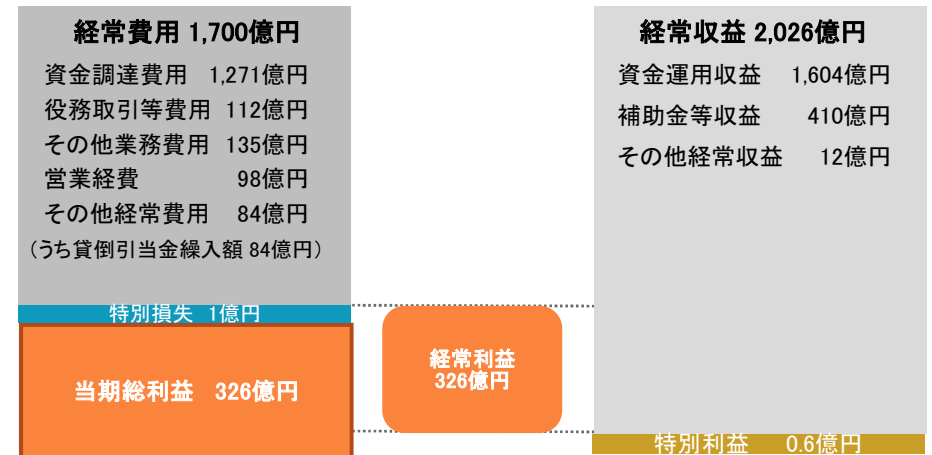 経常費用 1,700億円
資金調達費用 1,271億円
役務取引等費用 112億円
その他業務費用 135億円
営業経費 98億円
その他経常費用 84億円
（うち貸倒引当金繰入額 84億円）
特別損失 1億円
当期総利益 326億円
経常利益
326億円
経常収益 2,026億円
資金運用収益 1,604億円
補助金等収益 410億円
その他経常収益 12億円
特別利益 0.6億円